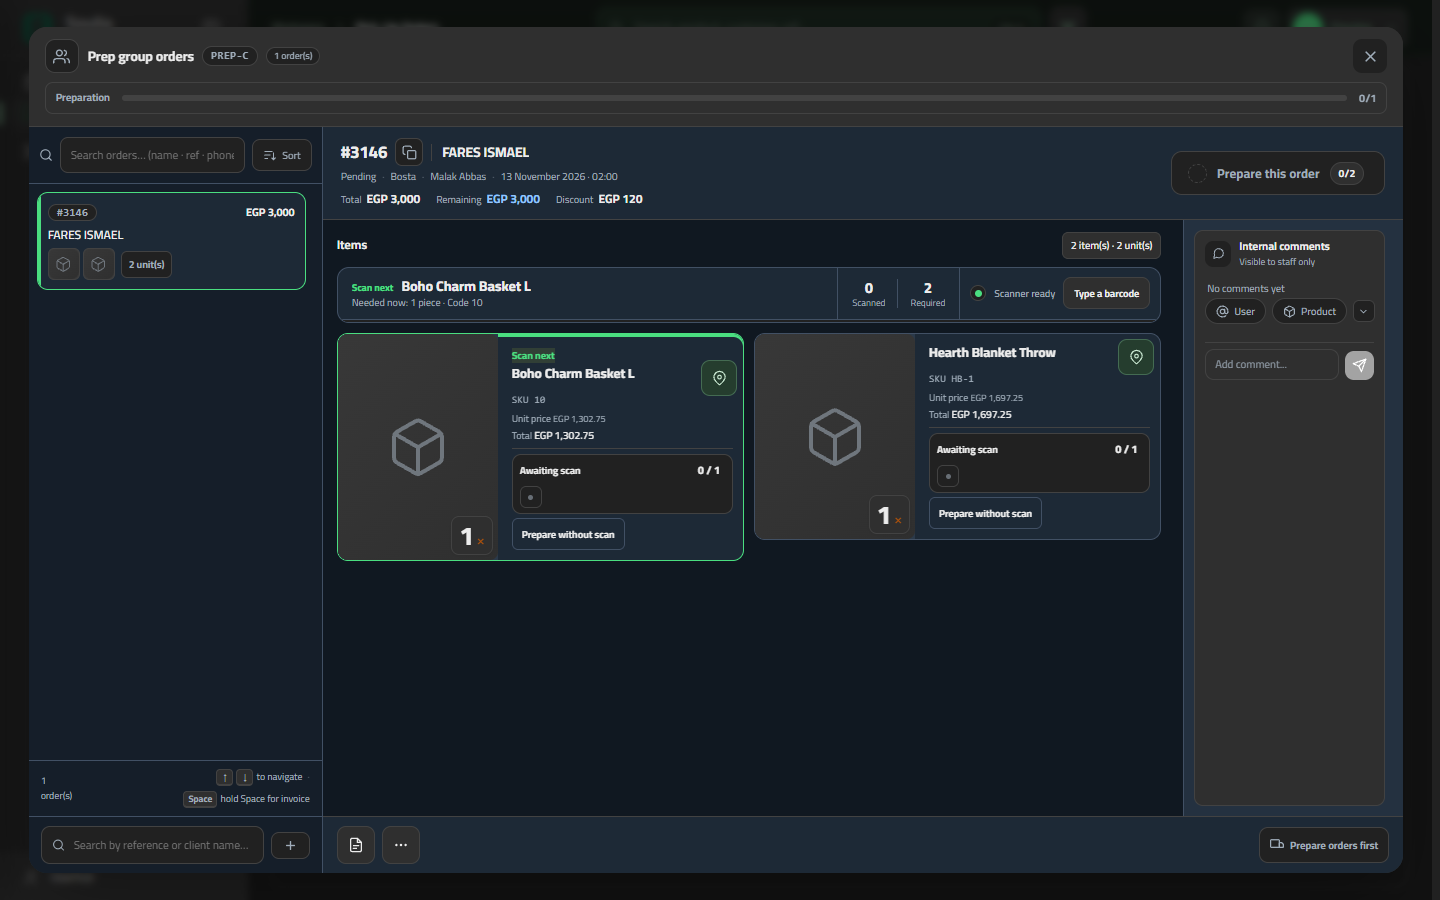 Prep group orders PREP-C 1 order(s)
Preparation 0/1
Search orders... (name · ref · phone Sort
#3146 EGP 3,000
FARES ISMAEL
2 unit(s)
1
order(s)
↑ ↓ to navigate ·
Space hold Space for invoice
Search by reference or client name...
#3146 FARES ISMAEL
Pending · Bosta · Malak Abbas · 13 November 2026 · 02:00
Total EGP 3,000 Remaining EGP 3,000 Discount EGP 120
Prepare this order 0/2
Items 2 item(s) · 2 unit(s)
Scan next Boho Charm Basket L
Needed now: 1 piece · Code 10
0 Scanned
2 Required
Scanner ready Type a barcode
Scan next
Boho Charm Basket L
SKU 10
Unit price EGP 1,302.75
Total EGP 1,302.75
Awaiting scan 0 / 1
1 ×
Prepare without scan
Hearth Blanket Throw
SKU HB-1
Unit price EGP 1,697.25
Total EGP 1,697.25
Awaiting scan 0 / 1
1 ×
Prepare without scan
Internal comments
Visible to staff only
No comments yet
User Product
Add comment...
Prepare orders first